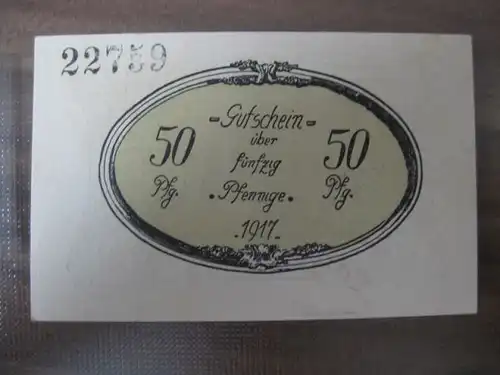 22759
-Gutschein-
über
50 fünfzig 50
Pfg. • Pfennige • Pfg.
-1917-